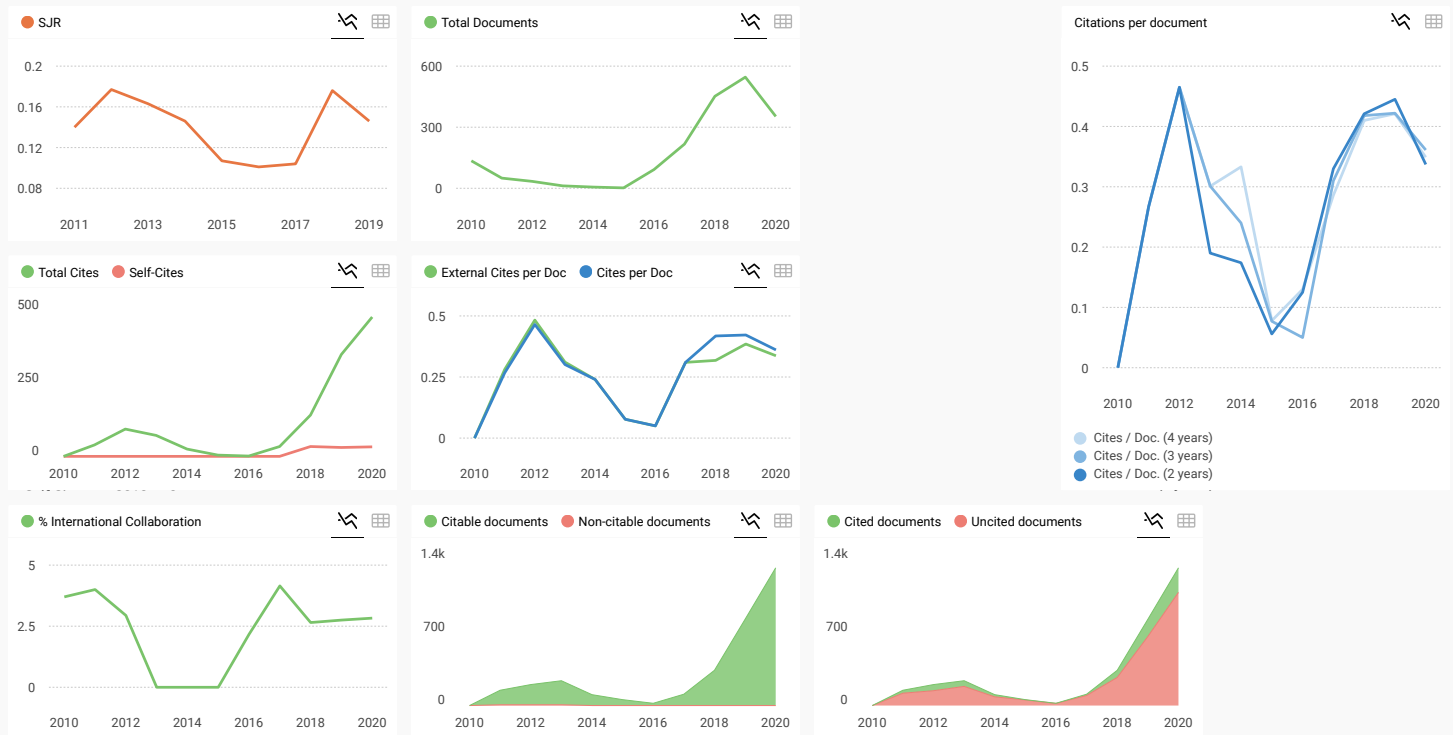 SJR
0.2
0.16
0.12
0.08
2011 2013 2015 2017 2019
Total Documents
600
300
0
2010 2012 2014 2016 2018 2020
Citations per document
0.5
0.4
0.3
0.2
0.1
0
2010 2012 2014 2016 2018 2020
Cites / Doc. (4 years)
Cites / Doc. (3 years)
Cites / Doc. (2 years)
Total Cites Self-Cites
500
250
0
2010 2012 2014 2016 2018 2020
External Cites per Doc Cites per Doc
0.5
0.25
0
2010 2012 2014 2016 2018 2020
% International Collaboration
5
2.5
0
2010 2012 2014 2016 2018 2020
Citable documents Non-citable documents
1.4k
700
0
2010 2012 2014 2016 2018 2020
Cited documents Uncited documents
1.4k
700
0
2010 2012 2014 2016 2018 2020